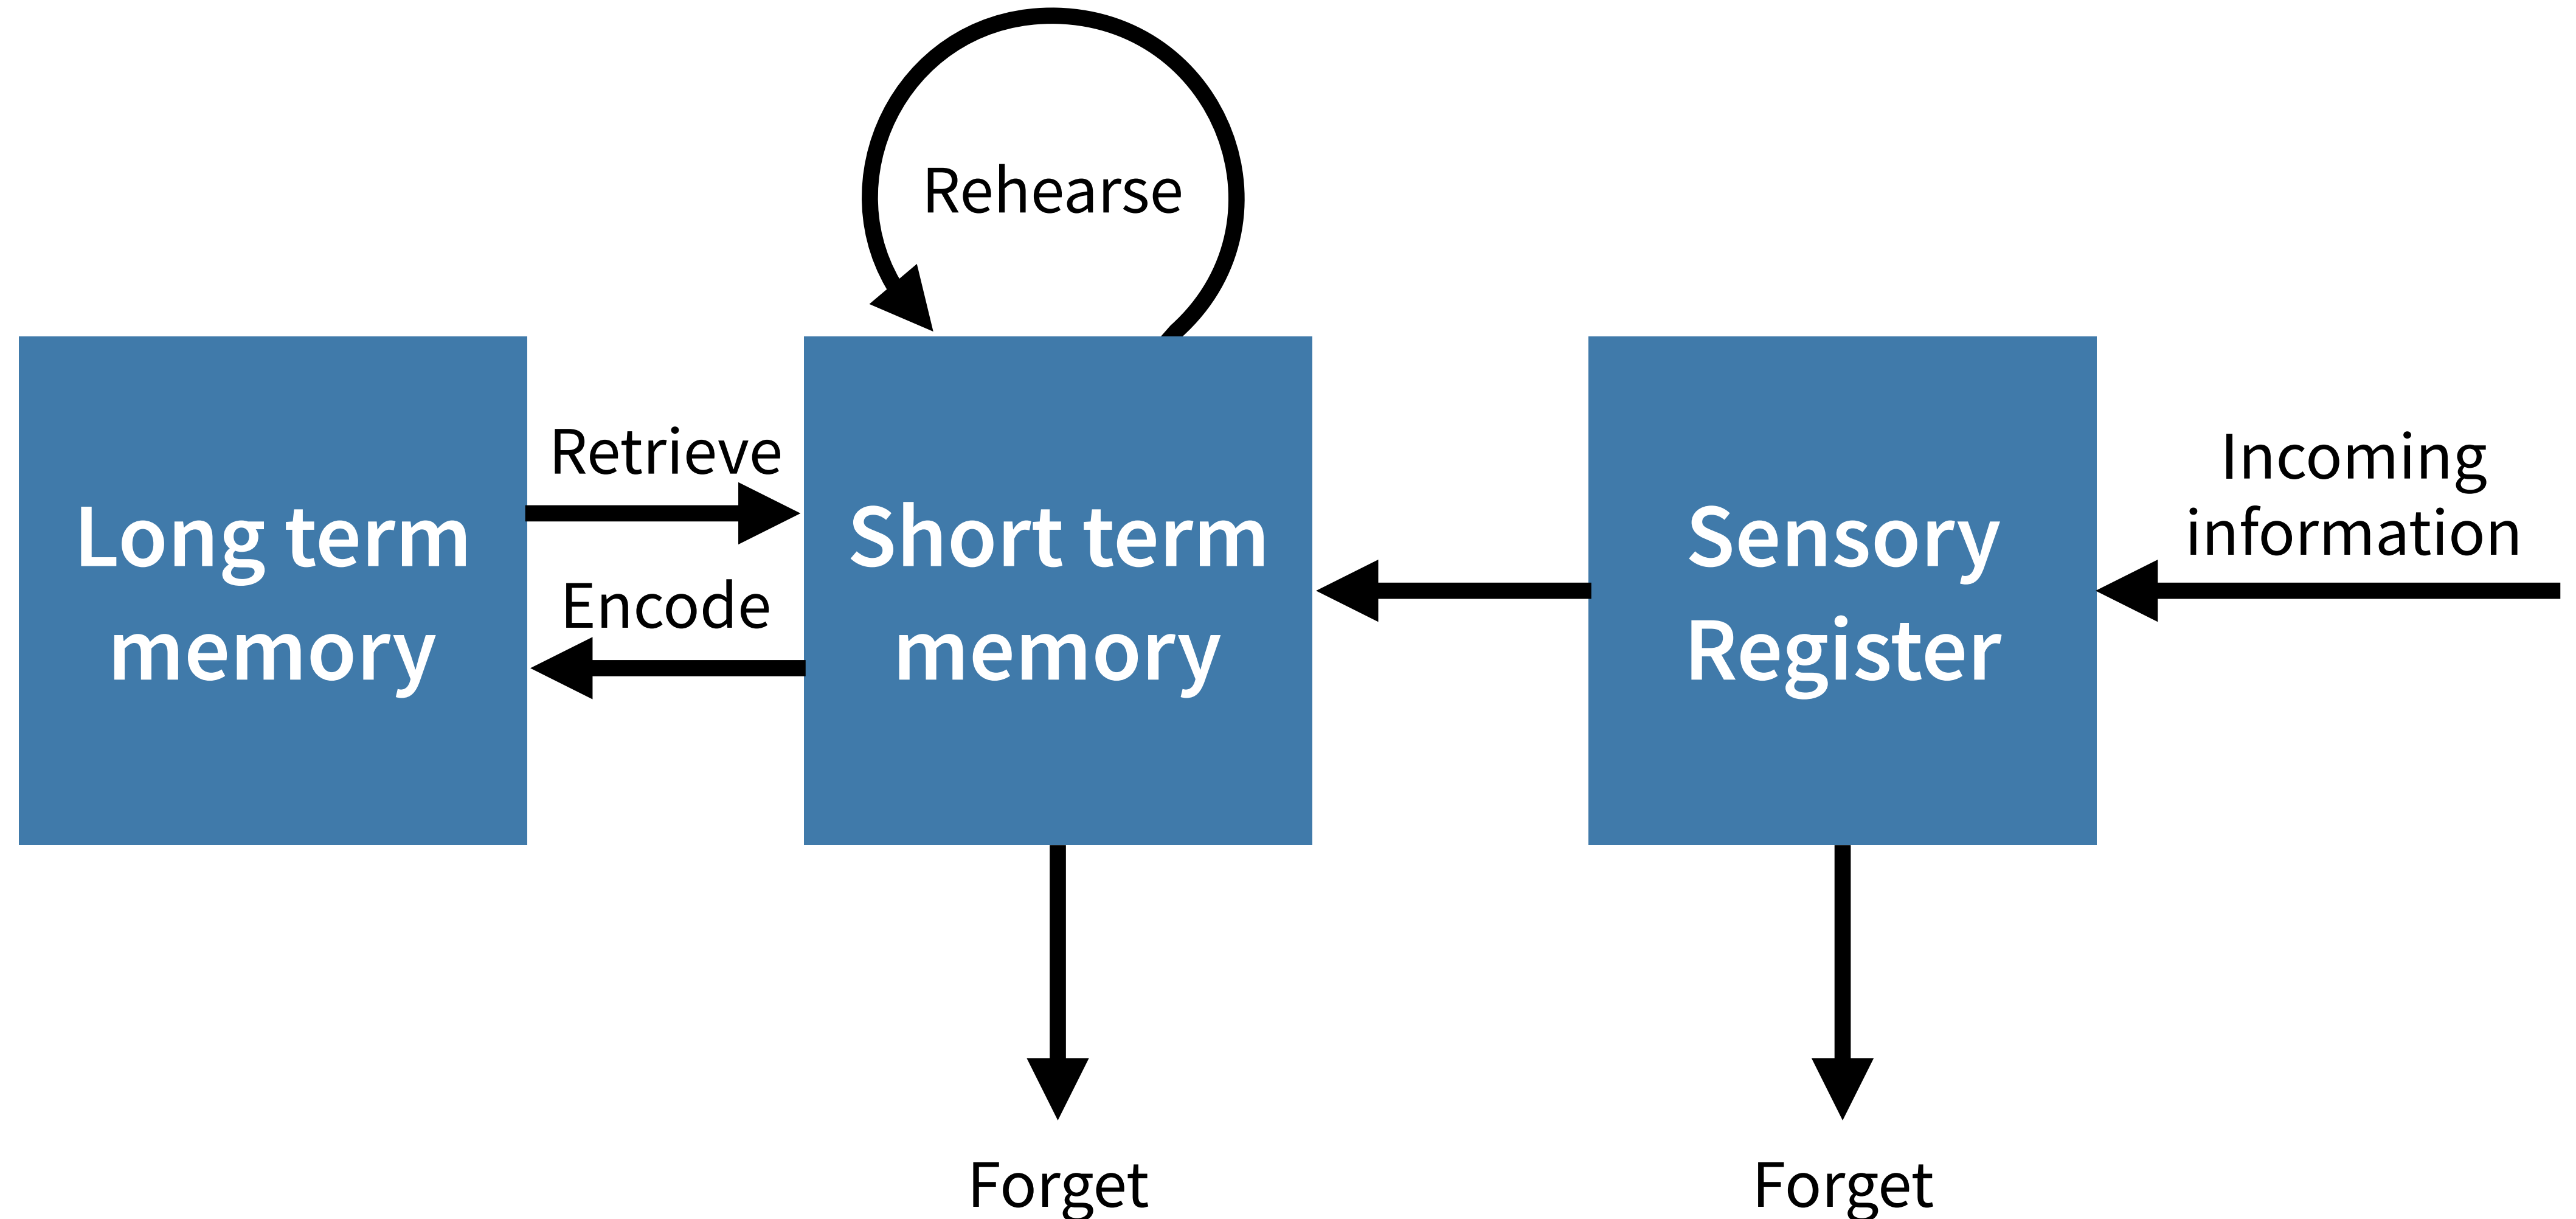 Rehearse
Retrieve
Encode
Long term
memory
Short term
memory
Sensory
Register
Incoming
information
Forget
Forget